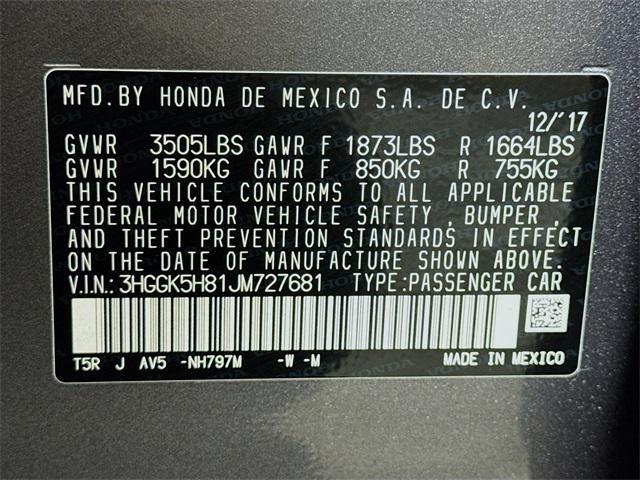 MFD. BY HONDA DE MEXICO S.A. DE C.V.
12/'17
GVWR 3505LBS GAWR F 1873LBS R 1664LBS
GVWR 1590KG GAWR F 850KG R 755KG
THIS VEHICLE CONFORMS TO ALL APPLICABLE
FEDERAL MOTOR VEHICLE SAFETY , BUMPER ,
AND THEFT PREVENTION STANDARDS IN EFFECT
ON THE DATE OF MANUFACTURE SHOWN ABOVE.
V.I.N.:3HGGK5H81JM727681 TYPE:PASSENGER CAR
T5R J AV5 -NH797M -W -M MADE IN MEXICO